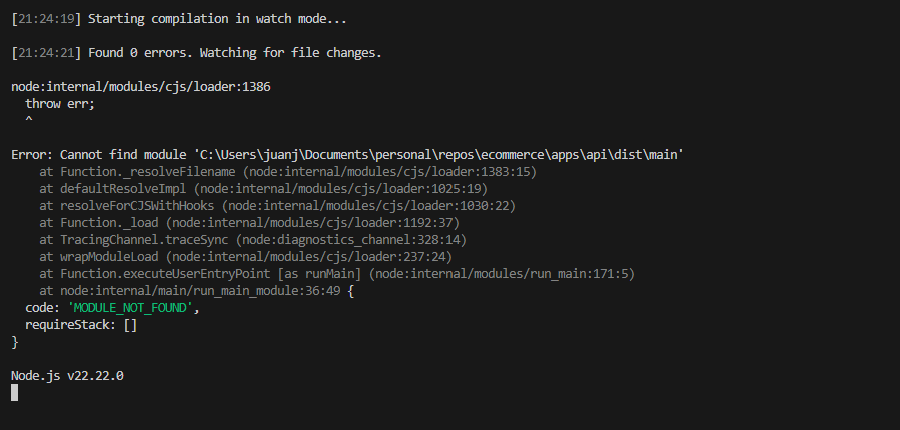 [21:24:19] Starting compilation in watch mode...
[21:24:21] Found 0 errors. Watching for file changes.
node:internal/modules/cjs/loader:1386
  throw err;
  ^
Error: Cannot find module 'C:\Users\juanj\Documents\personal\repos\ecommerce\apps\api\dist\main'
    at Function._resolveFilename (node:internal/modules/cjs/loader:1383:15)
    at defaultResolveImpl (node:internal/modules/cjs/loader:1025:19)
    at resolveForCJSWithHooks (node:internal/modules/cjs/loader:1030:22)
    at Function._load (node:internal/modules/cjs/loader:1192:37)
    at TracingChannel.traceSync (node:diagnostics_channel:328:14)
    at wrapModuleLoad (node:internal/modules/cjs/loader:237:24)
    at Function.executeUserEntryPoint [as runMain] (node:internal/modules/run_main:171:5)
    at node:internal/main/run_main_module:36:49 {
  code: 'MODULE_NOT_FOUND',
  requireStack: []
}
Node.js v22.22.0